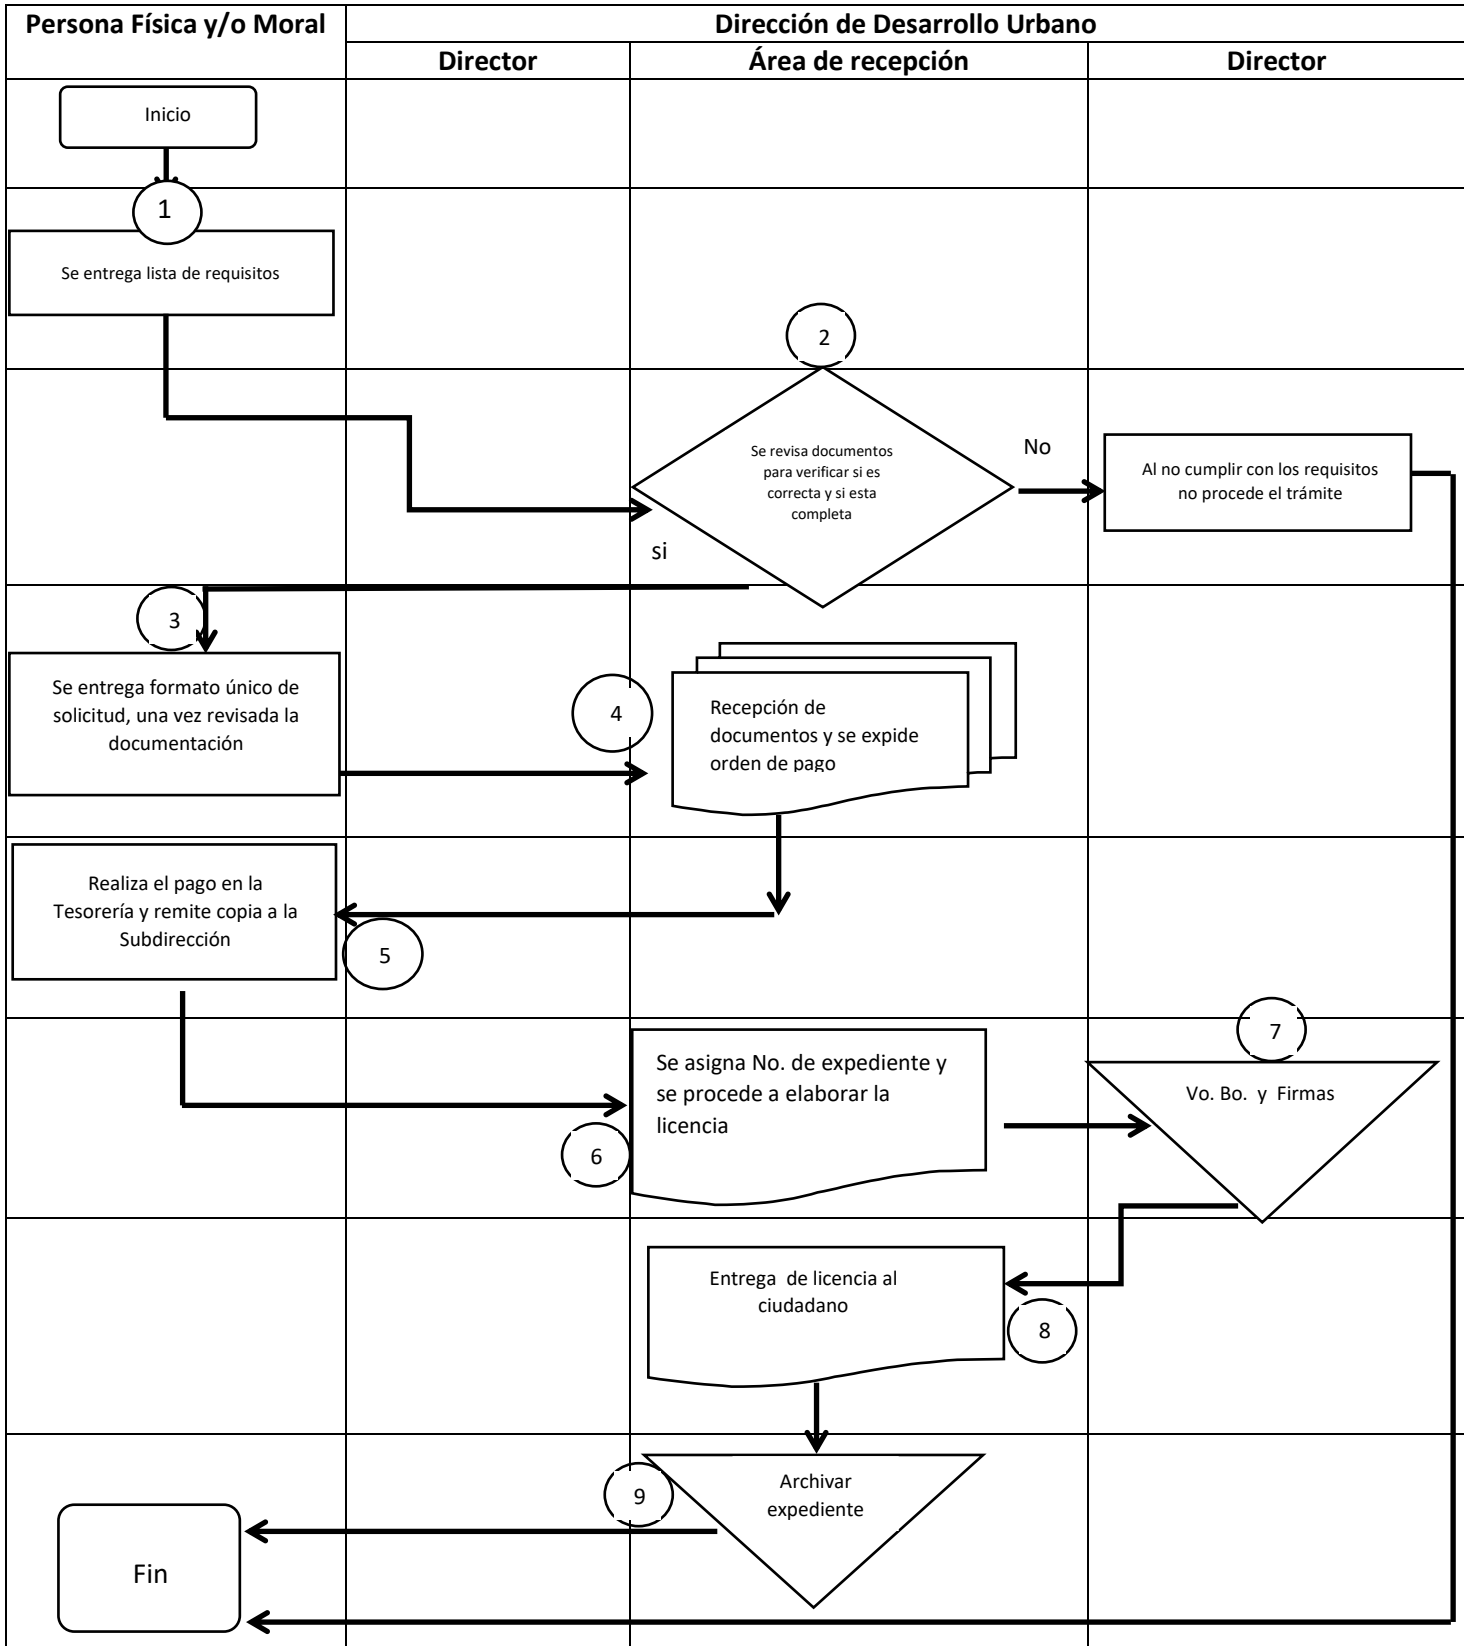 Persona Física y/o Moral
Dirección de Desarrollo Urbano
Director
Área de recepción
Director
Inicio
1
Se entrega lista de requisitos
2
Se revisa documentos
para verificar si es
correcta y si esta
completa
No
Al no cumplir con los requisitos
no procede el trámite
si
3
Se entrega formato único de
solicitud, una vez revisada la
documentación
4
Recepción de
documentos y se expide
orden de pago
Realiza el pago en la
Tesorería y remite copia a la
Subdirección
5
Se asigna No. de expediente y
se procede a elaborar la
licencia
6
7
Vo. Bo. y Firmas
Entrega de licencia al
ciudadano
8
Archivar
expediente
9
Fin